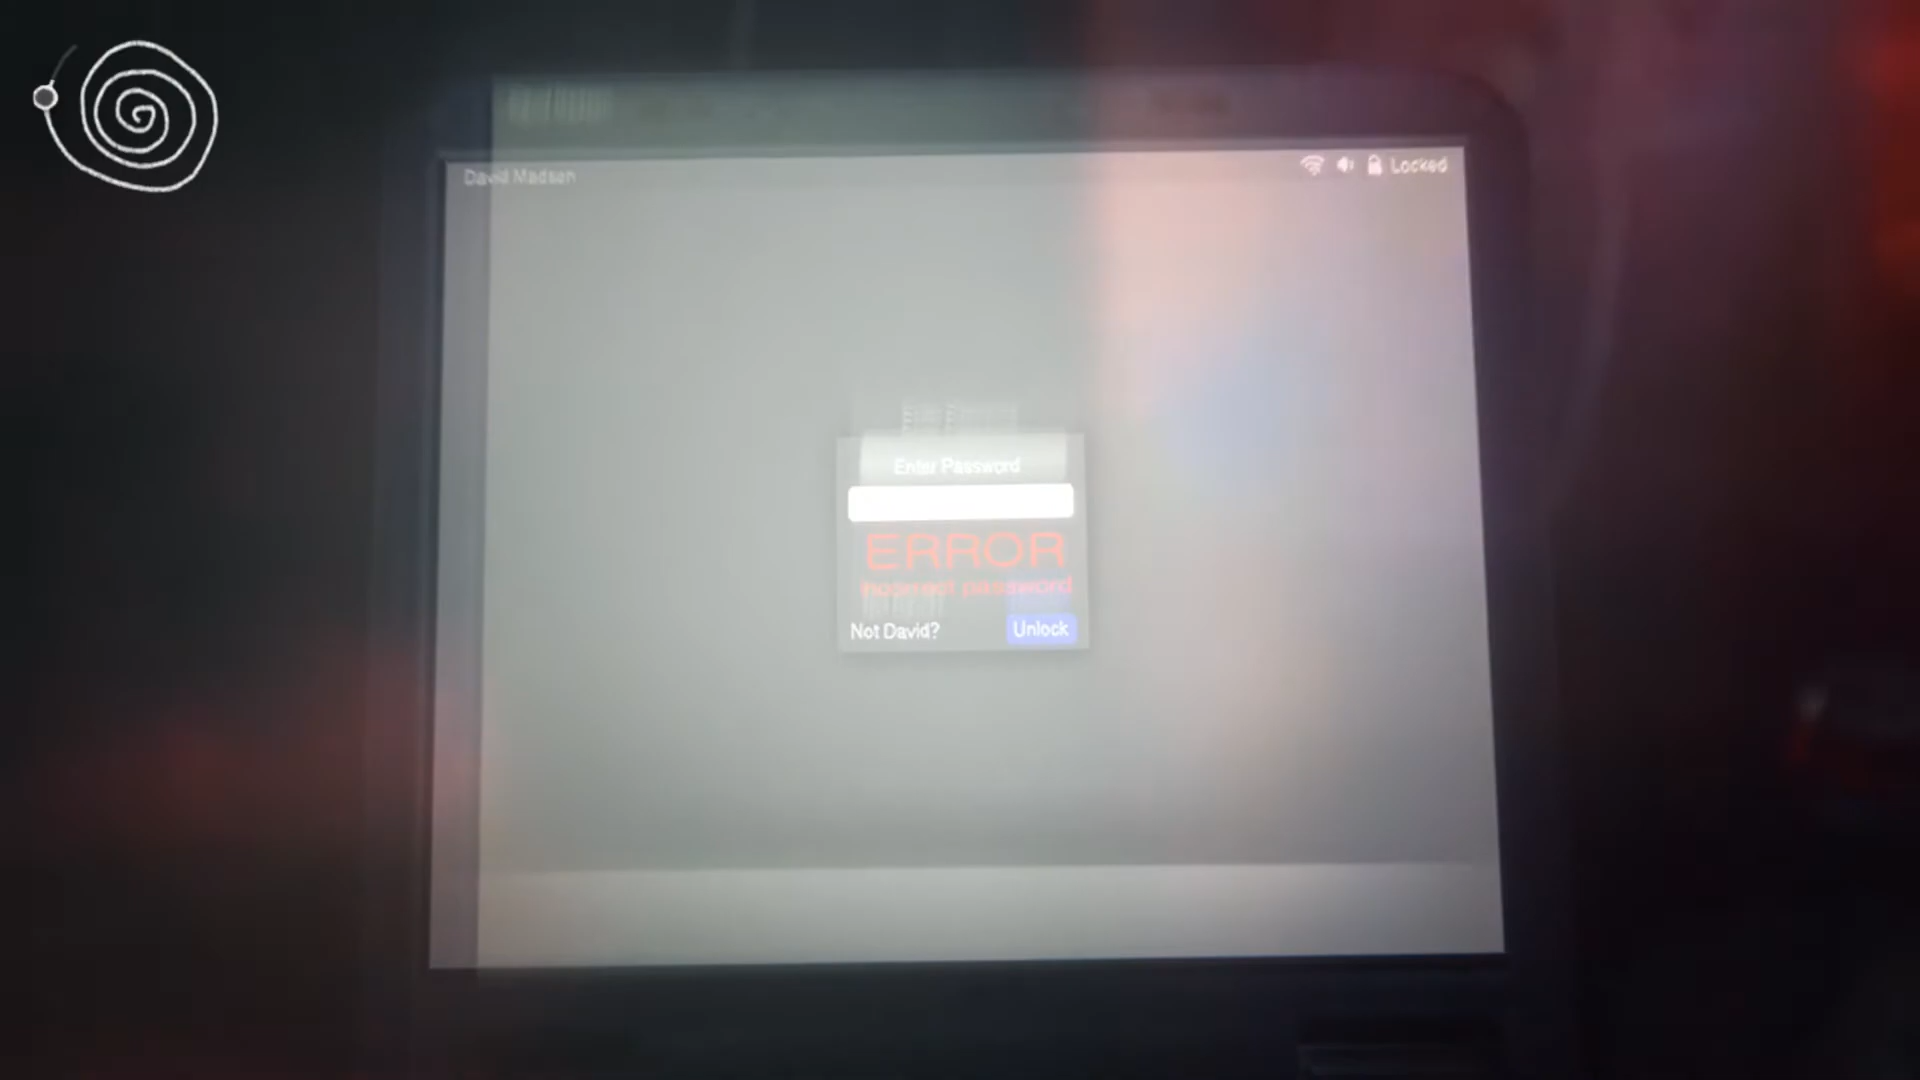 David Madsen
Locked
Enter Password
ERROR
Incorrect password
Not David?
Unlock